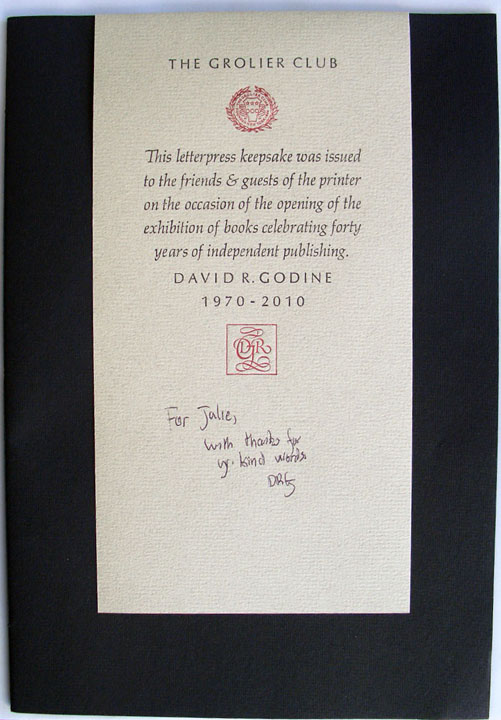 THE GROLIER CLUB
This letterpress keepsake was issued
to the friends & guests of the printer
on the occasion of the opening of the
exhibition of books celebrating forty
years of independent publishing.
DAVID R. GODINE
1970-2010
DRG
For Julie,
with thanks for
yr. kind words
DRG